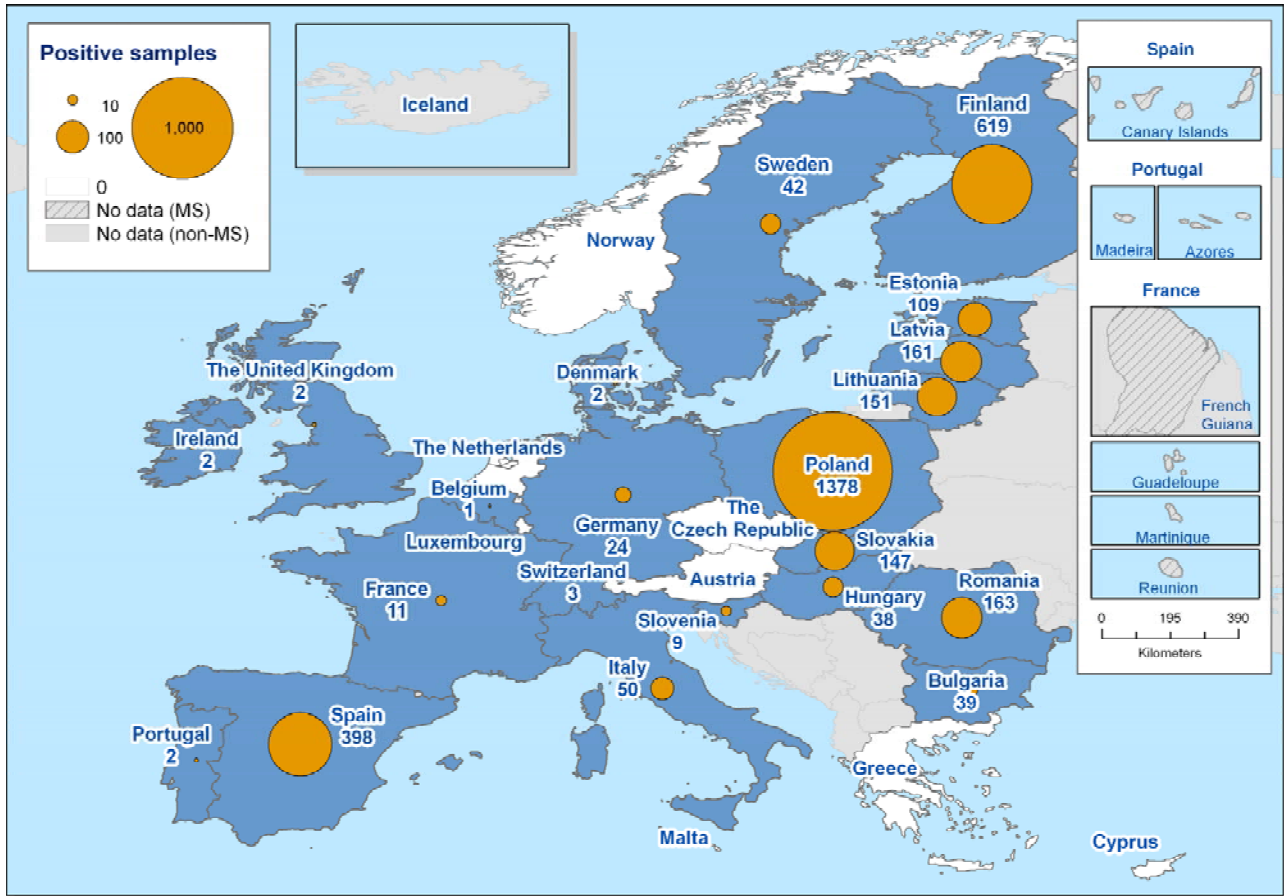 Positive samples
10
100
1,000
0
No data (MS)
No data (non-MS)
Iceland
Finland
619
Sweden
42
Norway
Estonia
109
Latvia
161
Lithuania
151
The United Kingdom
2
Denmark
2
Ireland
2
The Netherlands
Belgium
1
Poland
1378
Germany
24
The
Czech Republic
Luxembourg
Slovakia
147
Switzerland
3
Austria
France
11
Hungary
38
Romania
163
Slovenia
9
Italy
50
Bulgaria
39
Spain
398
Portugal
2
Greece
Malta
Cyprus
Spain
Canary Islands
Portugal
Madeira
Azores
France
French
Guiana
Guadeloupe
Martinique
Reunion
0 195 390
Kilometers